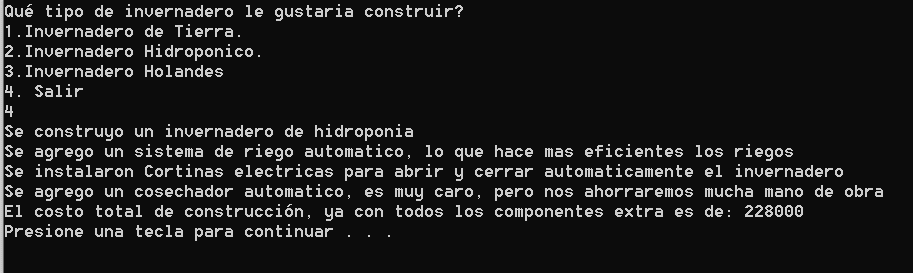 Qué tipo de invernadero le gustaria construir?
1.Invernadero de Tierra.
2.Invernadero Hidroponico.
3.Invernadero Holandes
4. Salir
4
Se construyo un invernadero de hidroponia
Se agrego un sistema de riego automatico, lo que hace mas eficientes los riegos
Se instalaron Cortinas electricas para abrir y cerrar automaticamente el invernadero
Se agrego un cosechador automatico, es muy caro, pero nos ahorraremos mucha mano de obra
El costo total de construcción, ya con todos los componentes extra es de: 228000
Presione una tecla para continuar . . .